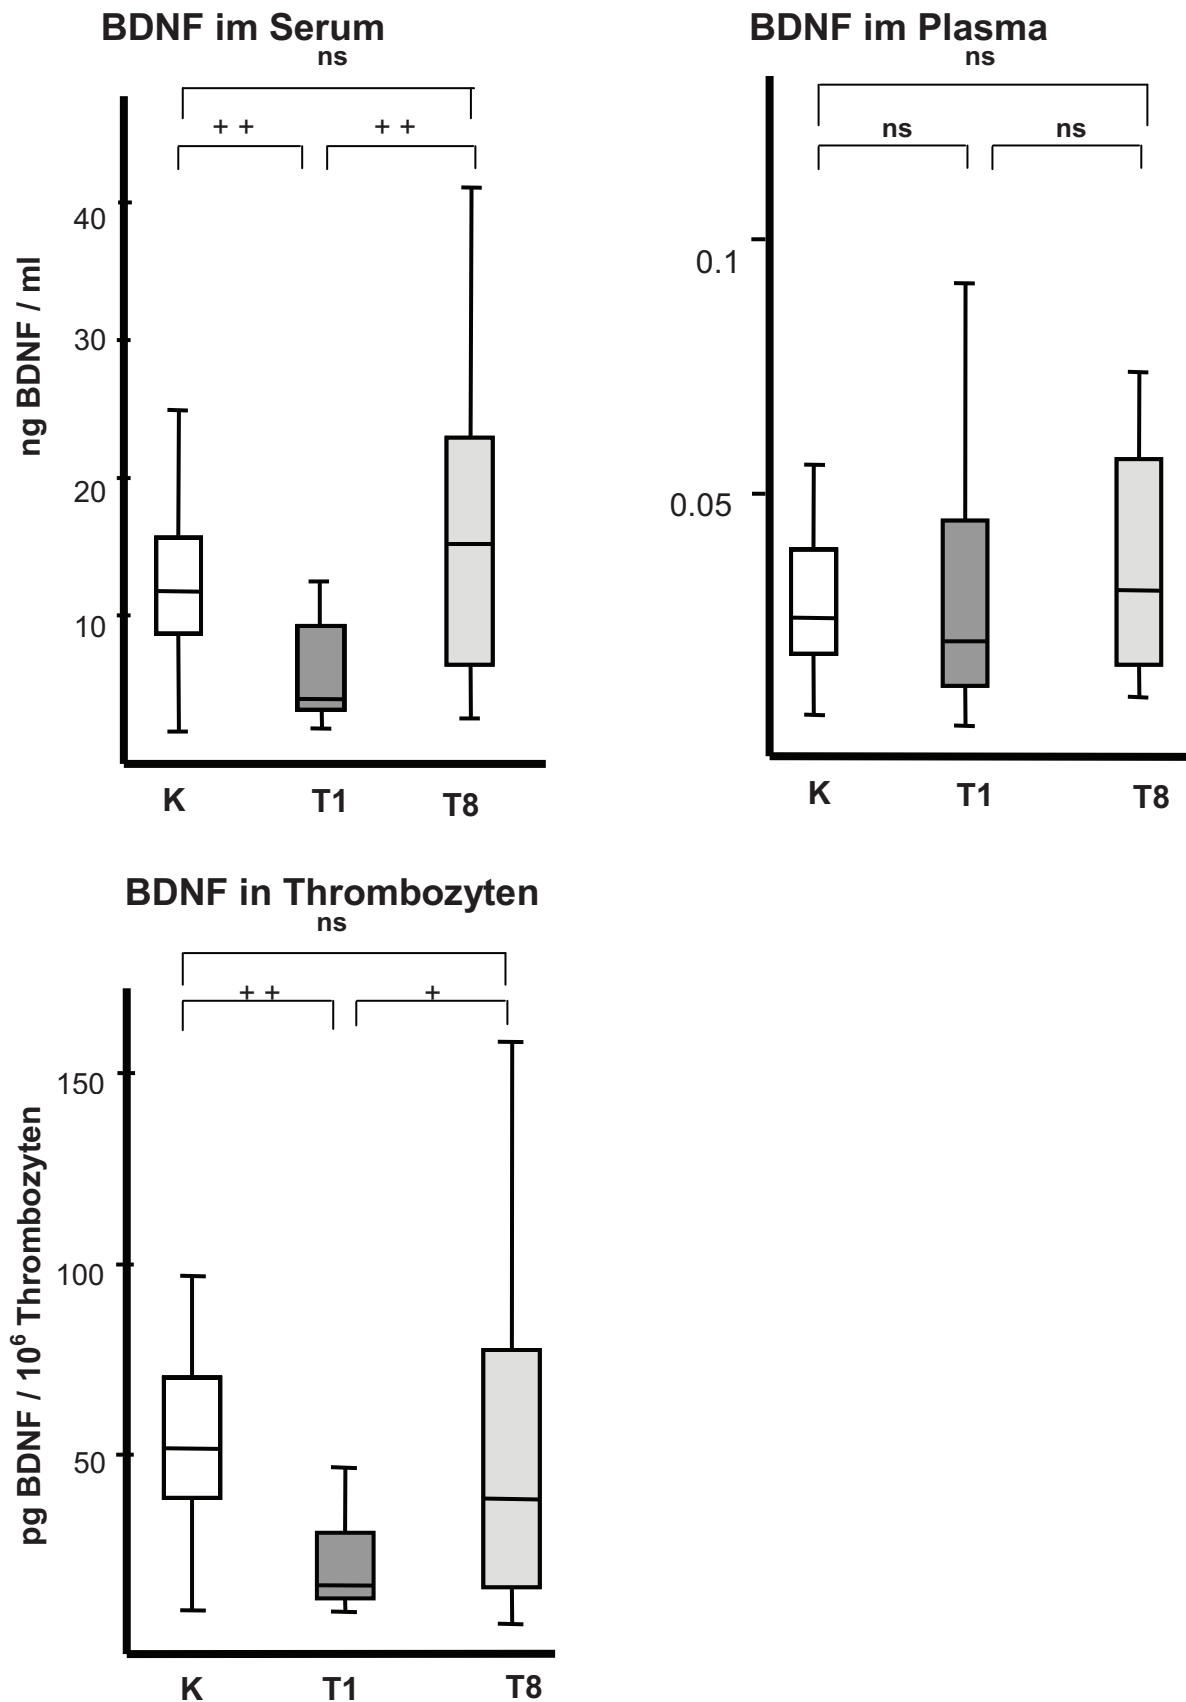 BDNF im Serum
ns
+ +
+ +
40
30
20
10
ng BDNF / ml
K
T1
T8
BDNF im Plasma
ns
ns
ns
0.1
0.05
K
T1
T8
BDNF in Thrombozyten
ns
+ +
+
150
100
50
pg BDNF / 10⁶ Thrombozyten
K
T1
T8